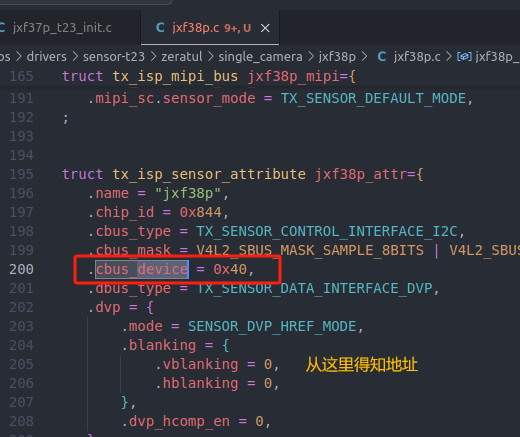 jxf37p_t23_init.c
jxf38p.c 9+, U
os > drivers > sensor-t23 > zeratul > single_camera > jxf38p > C jxf38p.c > jxf38p_
165 truct tx_isp_mipi_bus jxf38p_mipi={
191 .mipi_sc.sensor_mode = TX_SENSOR_DEFAULT_MODE,
192 ;
193
194
195 truct tx_isp_sensor_attribute jxf38p_attr={
196 .name = "jxf38p",
197 .chip_id = 0x844,
198 .cbus_type = TX_SENSOR_CONTROL_INTERFACE_I2C,
199 .cbus_mask = V4L2_SBUS_MASK_SAMPLE_8BITS | V4L2_SBUS
200 .cbus_device = 0x40,
201 .dbus_type = TX_SENSOR_DATA_INTERFACE_DVP,
202 .dvp = {
203 .mode = SENSOR_DVP_HREF_MODE,
204 .blanking = {
205 .vblanking = 0, 从这里得知地址
206 .hblanking = 0,
207 },
208 .dvp_hcomp_en = 0,